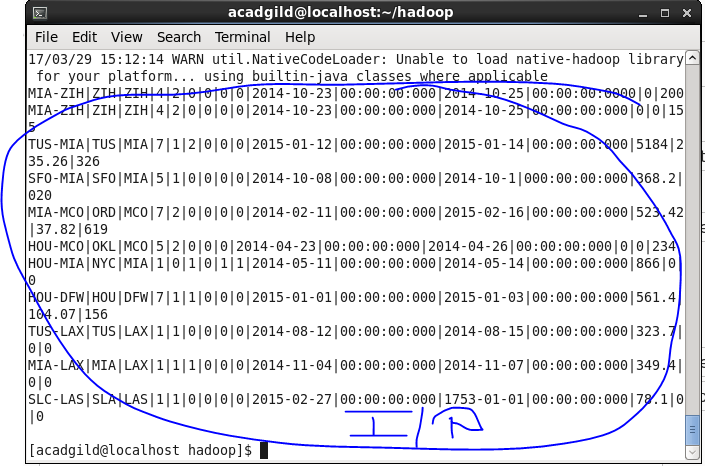 acadgild@localhost:~/hadoop
File Edit View Search Terminal Help
17/03/29 15:12:14 WARN util.NativeCodeLoader: Unable to load native-hadoop library
for your platform... using builtin-java classes where applicable
MIA-ZIH|ZIH|ZIH|4|2|0|0|0|0|2014-10-23|00:00:00:000|2014-10-25|00:00:00:0000|0|200
MIA-ZIH|ZIH|ZIH|4|2|0|0|0|0|2014-10-23|00:00:00:000|2014-10-25|00:00:00:000|0|0|15
5
TUS-MIA|TUS|MIA|7|1|2|0|0|0|2015-01-12|00:00:00:000|2015-01-14|00:00:00:000|5184|2
35.26|326
SFO-MIA|SFO|MIA|5|1|0|0|0|0|2014-10-08|00:00:00:000|2014-10-1|000:00:00:000|368.2|
020
MIA-MCO|ORD|MCO|7|2|0|0|0|0|2014-02-11|00:00:00:000|2015-02-16|00:00:00:000|523.42
|37.82|619
HOU-MCO|OKL|MCO|5|2|0|0|0|2014-04-23|00:00:00:000|2014-04-26|00:00:00:000|0|0|234
HOU-MIA|NYC|MIA|1|0|1|0|1|1|2014-05-11|00:00:00:000|2014-05-14|00:00:00:000|866|0|
0
HOU-DFW|HOU|DFW|7|1|1|0|0|0|2015-01-01|00:00:00:000|2015-01-03|00:00:00:000|561.4|
104.07|156
TUS-LAX|TUS|LAX|1|1|0|0|0|0|2014-08-12|00:00:00:000|2014-08-15|00:00:00:000|323.7|
0|0
MIA-LAX|MIA|LAX|1|1|1|0|0|0|2014-11-04|00:00:00:000|2014-11-07|00:00:00:000|349.4|
0|0
SLC-LAS|SLA|LAS|1|1|0|0|0|0|2015-02-27|00:00:00:000|1753-01-01|00:00:00:000|78.1|0
|0
[acadgild@localhost hadoop]$